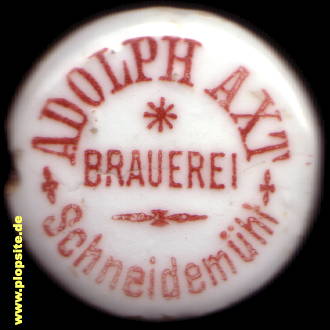 ADOLPH AXT
BRAUEREI
Schneidemühl
www.plopsite.de